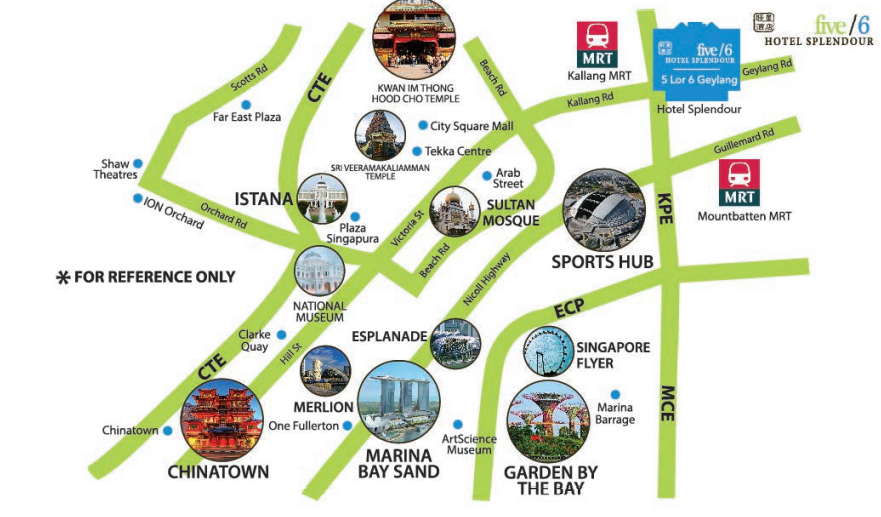 旺星
酒店
five/6
HOTEL SPLENDOUR
MRT
Kallang MRT
five/6
HOTEL SPLENDOUR
5 Lor 6 Geylang
Hotel Splendour
Geylang Rd
Kallang Rd
Scotts Rd
CTE
KWAN IM THONG
HOOD CHO TEMPLE
Beach Rd
Far East Plaza
City Square Mall
Tekka Centre
SRI VEERAMAKALIAMMAN
TEMPLE
Guillemard Rd
MRT
Mountbatten MRT
Shaw
Theatres
ION Orchard
Orchard Rd
ISTANA
Plaza
Singapura
Victoria St
Arab
Street
SULTAN
MOSQUE
Beach Rd
KPE
SPORTS HUB
* FOR REFERENCE ONLY
NATIONAL
MUSEUM
Nicoll Highway
ECP
Clarke
Quay
Hill St
CTE
ESPLANADE
SINGAPORE
FLYER
MERLION
One Fullerton
MCE
Marina
Barrage
Chinatown
CHINATOWN
MARINA
BAY SAND
ArtScience
Museum
GARDEN BY
THE BAY